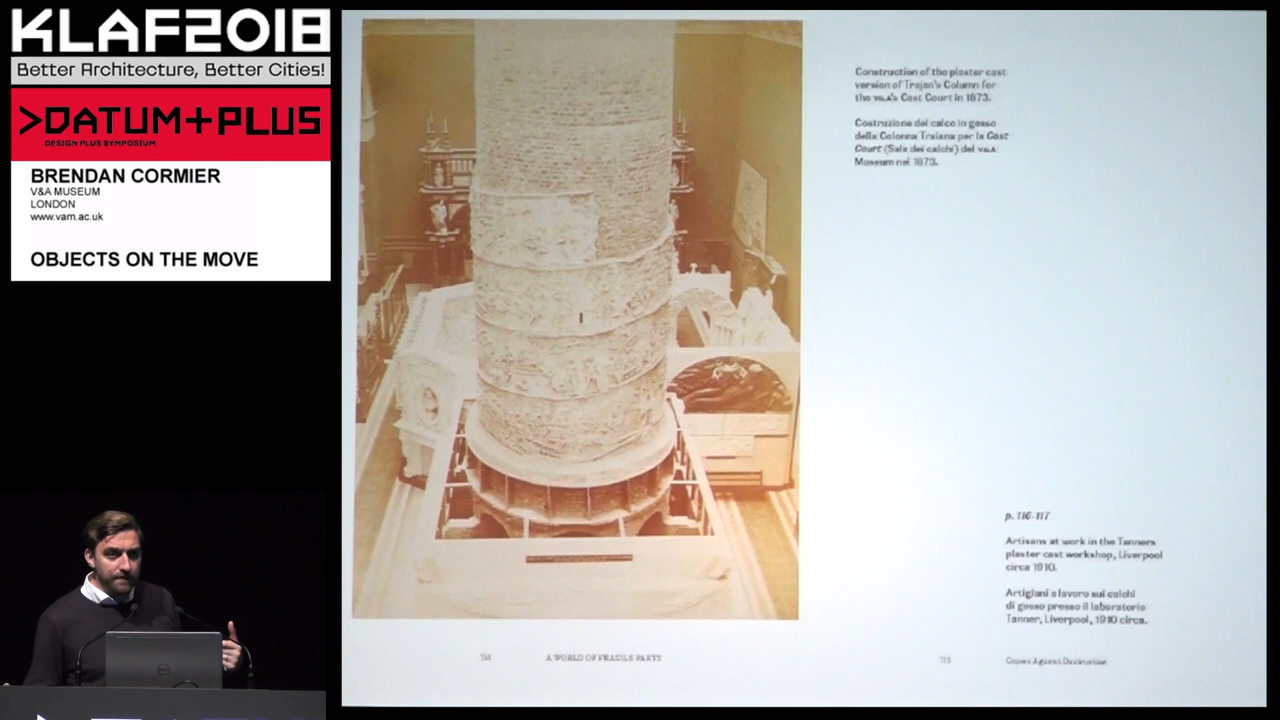 KLAF2018
Better Architecture, Better Cities!
>DATUM+PLUS
DESIGN PLUS SYMPOSIUM
BRENDAN CORMIER
V&A MUSEUM
LONDON
www.vam.ac.uk
OBJECTS ON THE MOVE
Construction of the plaster cast
version of Trajan's Column for
the V&A's Cast Court in 1873.
Costruzione del calco in gesso
della Colonna Traiana per la Cast
Court (Sala dei calchi) del V&A
Museum nel 1873.
p. 116-117
Artisans at work in the Tanners
plaster cast workshop, Liverpool
circa 1910.
Artigiani a lavoro sui calchi
di gesso presso il laboratorio
Tanner, Liverpool, 1910 circa.
114
A WORLD OF FRAGILE PARTS
115
Copies Against Destruction
DELL